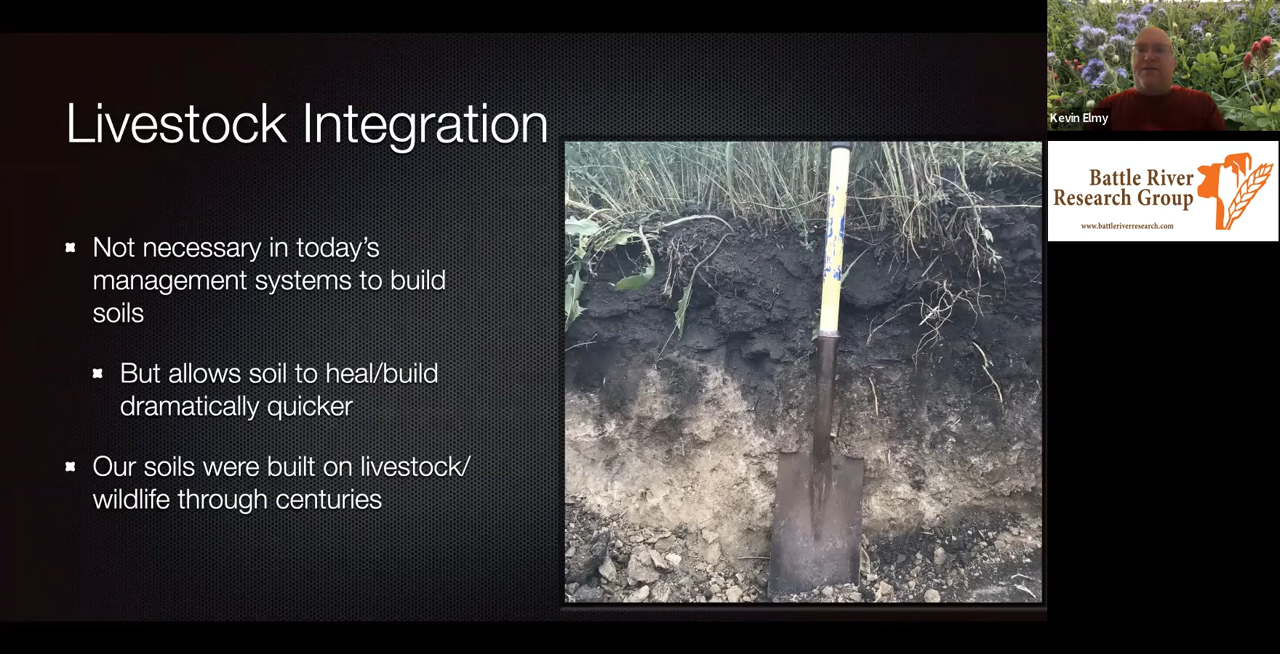 Livestock Integration
Not necessary in today's
management systems to build
soils
But allows soil to heal/build
dramatically quicker
Our soils were built on livestock/
wildlife through centuries
Kevin Elmy
Battle River
Research Group
www.battleriverresearch.com